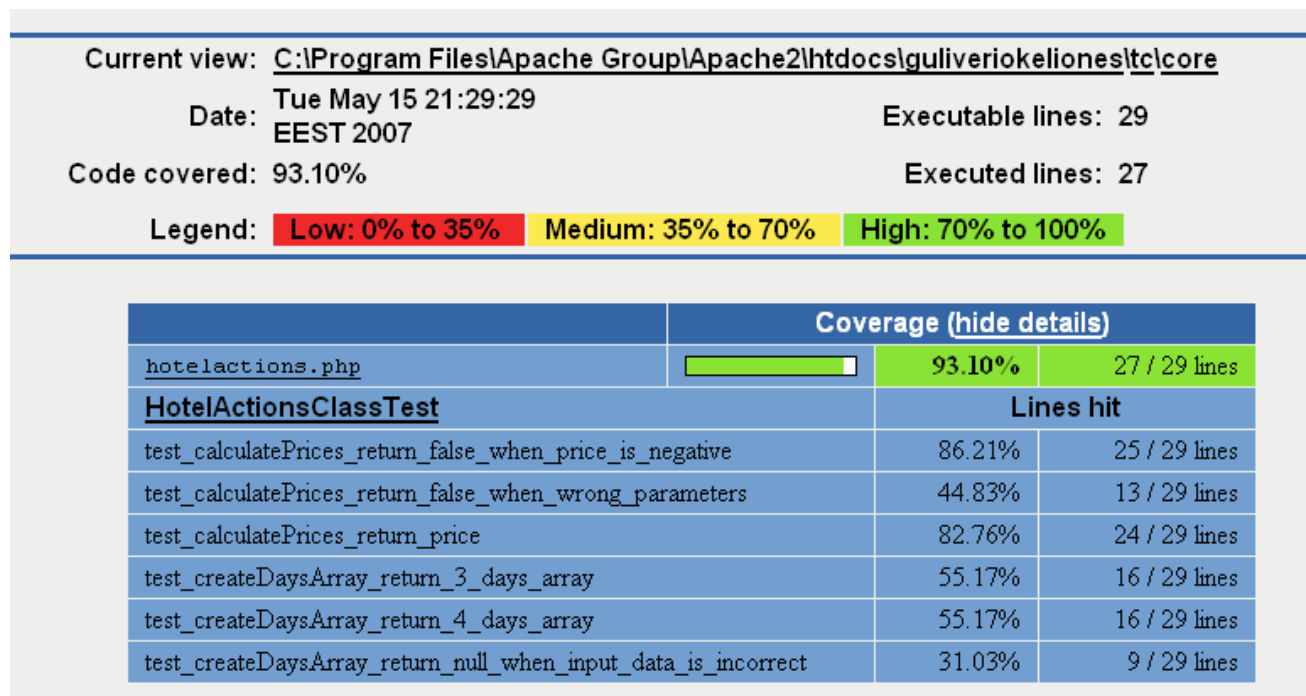 Current view: C:\Program Files\Apache Group\Apache2\htdocs\guliveriokeliones\tc\core
Date: Tue May 15 21:29:29 EEST 2007 Executable lines: 29
Code covered: 93.10% Executed lines: 27
Legend: Low: 0% to 35% Medium: 35% to 70% High: 70% to 100%
Coverage (hide details)
hotelactions.php 93.10% 27 / 29 lines
HotelActionsClassTest Lines hit
test_calculatePrices_return_false_when_price_is_negative 86.21% 25 / 29 lines
test_calculatePrices_return_false_when_wrong_parameters 44.83% 13 / 29 lines
test_calculatePrices_return_price 82.76% 24 / 29 lines
test_createDaysArray_return_3_days_array 55.17% 16 / 29 lines
test_createDaysArray_return_4_days_array 55.17% 16 / 29 lines
test_createDaysArray_return_null_when_input_data_is_incorrect 31.03% 9 / 29 lines